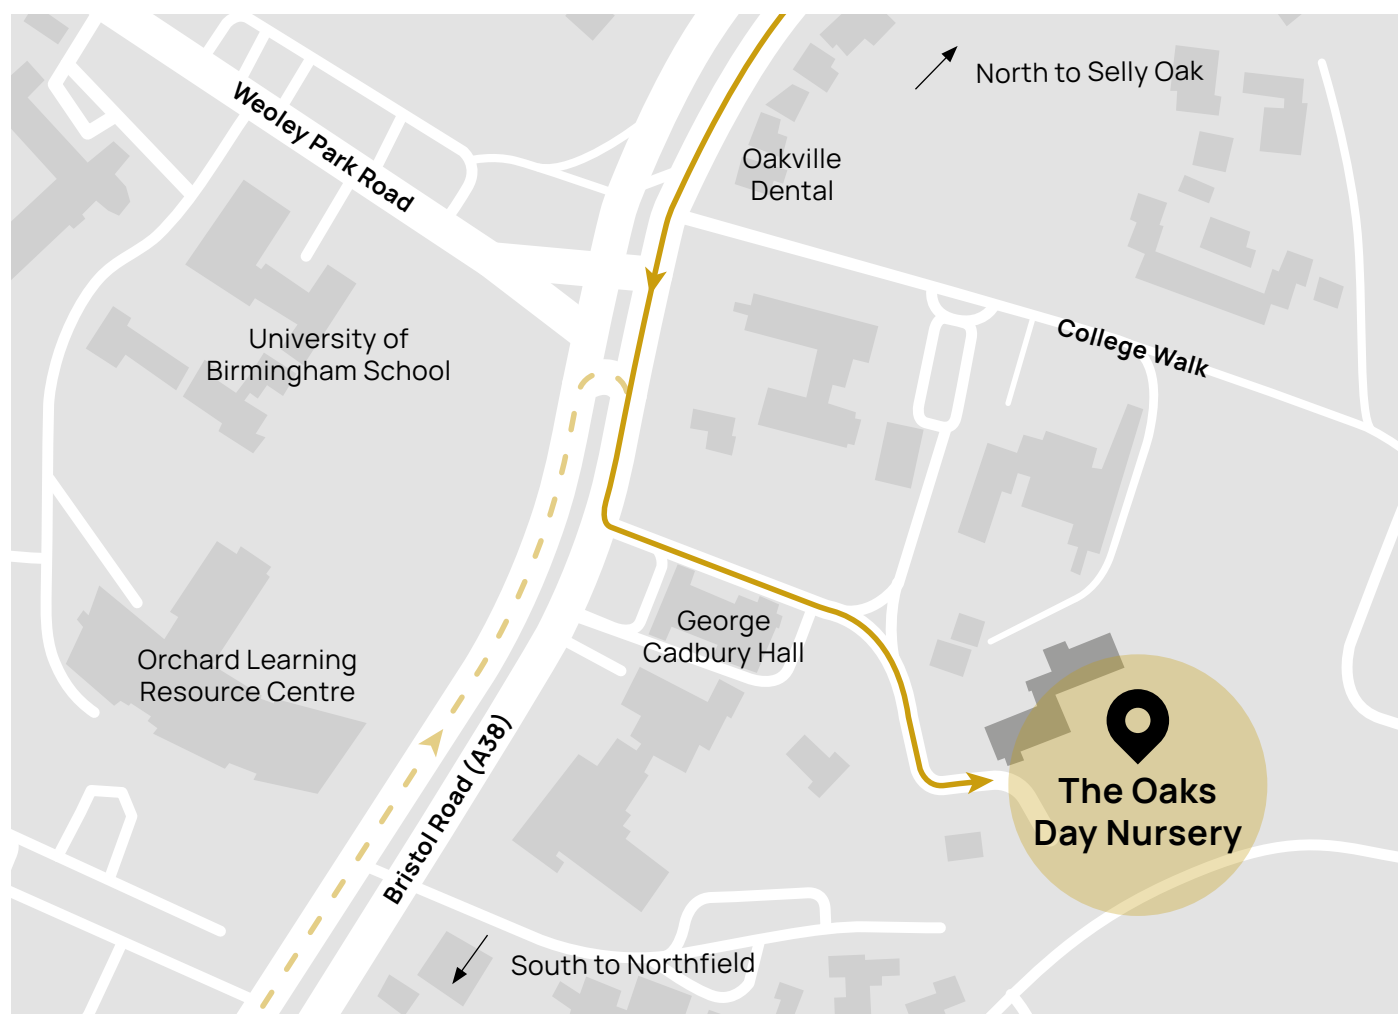 North to Selly Oak
Weoley Park Road
Oakville
Dental
University of
Birmingham School
College Walk
George
Cadbury Hall
Orchard Learning
Resource Centre
Bristol Road (A38)
The Oaks
Day Nursery
South to Northfield